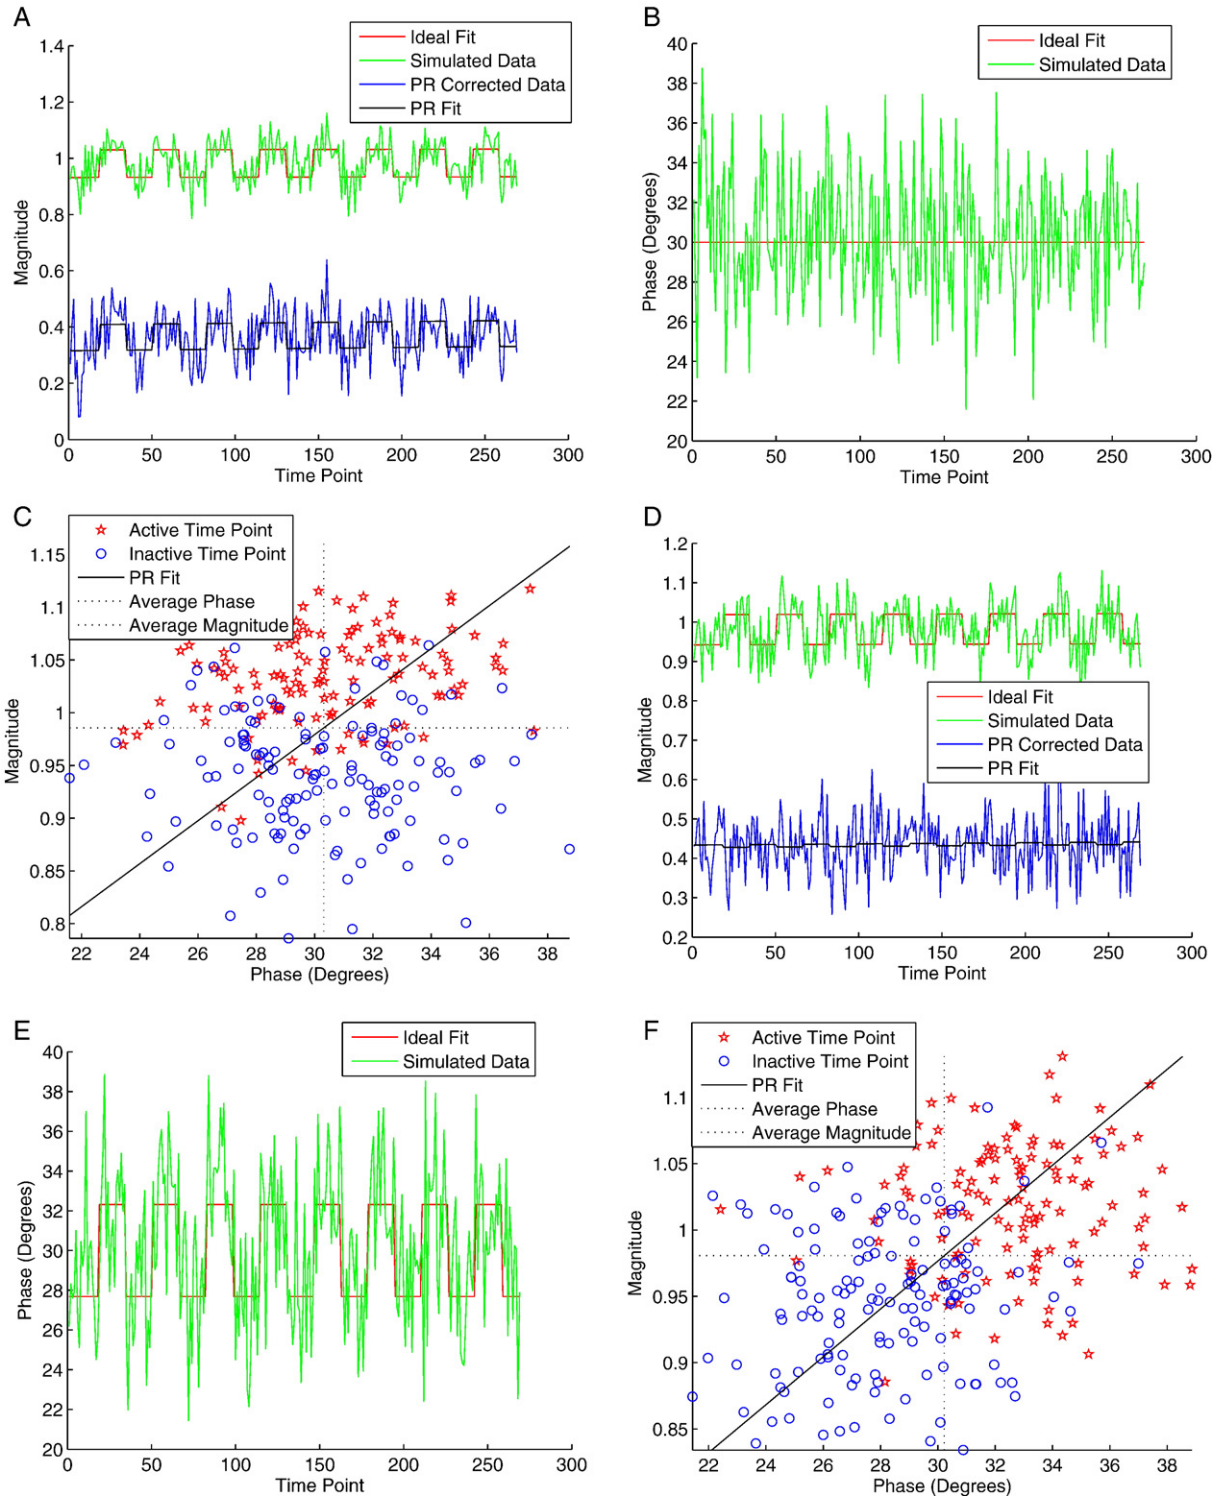 A
Ideal Fit
Simulated Data
PR Corrected Data
PR Fit
1.4
1.2
1
0.8
0.6
0.4
0.2
0
Magnitude
0 50 100 150 200 250 300
Time Point
B
Ideal Fit
Simulated Data
40
38
36
34
32
30
28
26
24
22
20
Phase (Degrees)
0 50 100 150 200 250 300
Time Point
C
Active Time Point
Inactive Time Point
PR Fit
Average Phase
Average Magnitude
1.15
1.1
1.05
1
0.95
0.9
0.85
0.8
Magnitude
22 24 26 28 30 32 34 36 38
Phase (Degrees)
D
1.2
1.1
1
0.9
0.8
0.7
0.6
0.5
0.4
0.3
0.2
Magnitude
Ideal Fit
Simulated Data
PR Corrected Data
PR Fit
0 50 100 150 200 250 300
Time Point
E
Ideal Fit
Simulated Data
40
38
36
34
32
30
28
26
24
22
20
Phase (Degrees)
0 50 100 150 200 250 300
Time Point
F
Active Time Point
Inactive Time Point
PR Fit
Average Phase
Average Magnitude
1.1
1.05
1
0.95
0.9
0.85
Magnitude
22 24 26 28 30 32 34 36 38
Phase (Degrees)